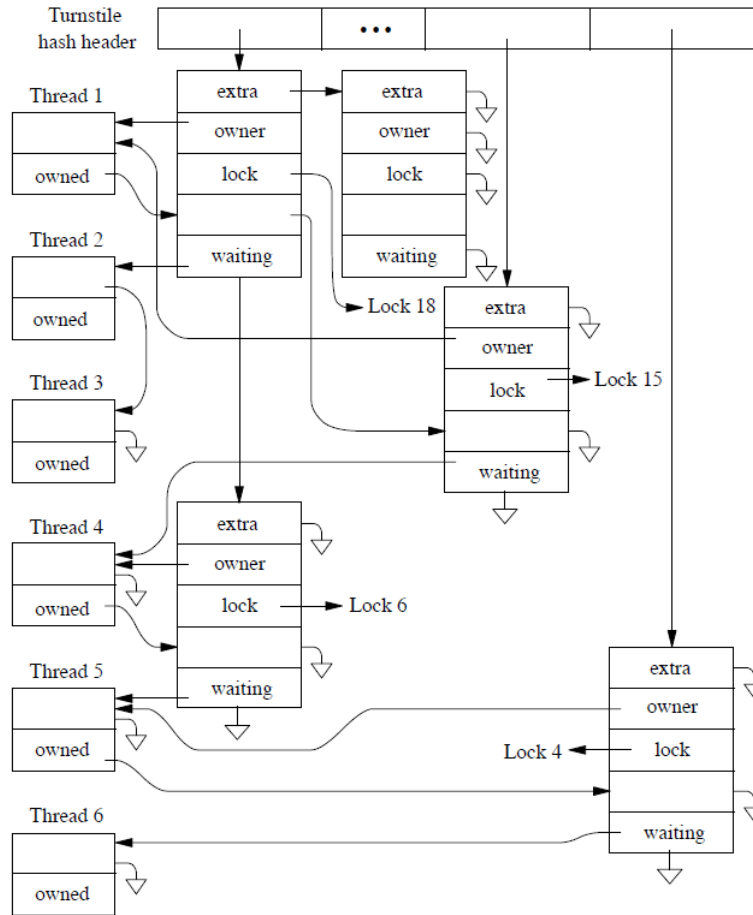 Turnstile
hash header
•••
Thread 1
owned
extra
owner
lock
waiting
extra
owner
lock
waiting
Thread 2
owned
Lock 18
extra
owner
lock
waiting
Lock 15
Thread 3
owned
Thread 4
owned
extra
owner
lock
waiting
Lock 6
Thread 5
owned
extra
owner
lock
waiting
Lock 4
Thread 6
owned